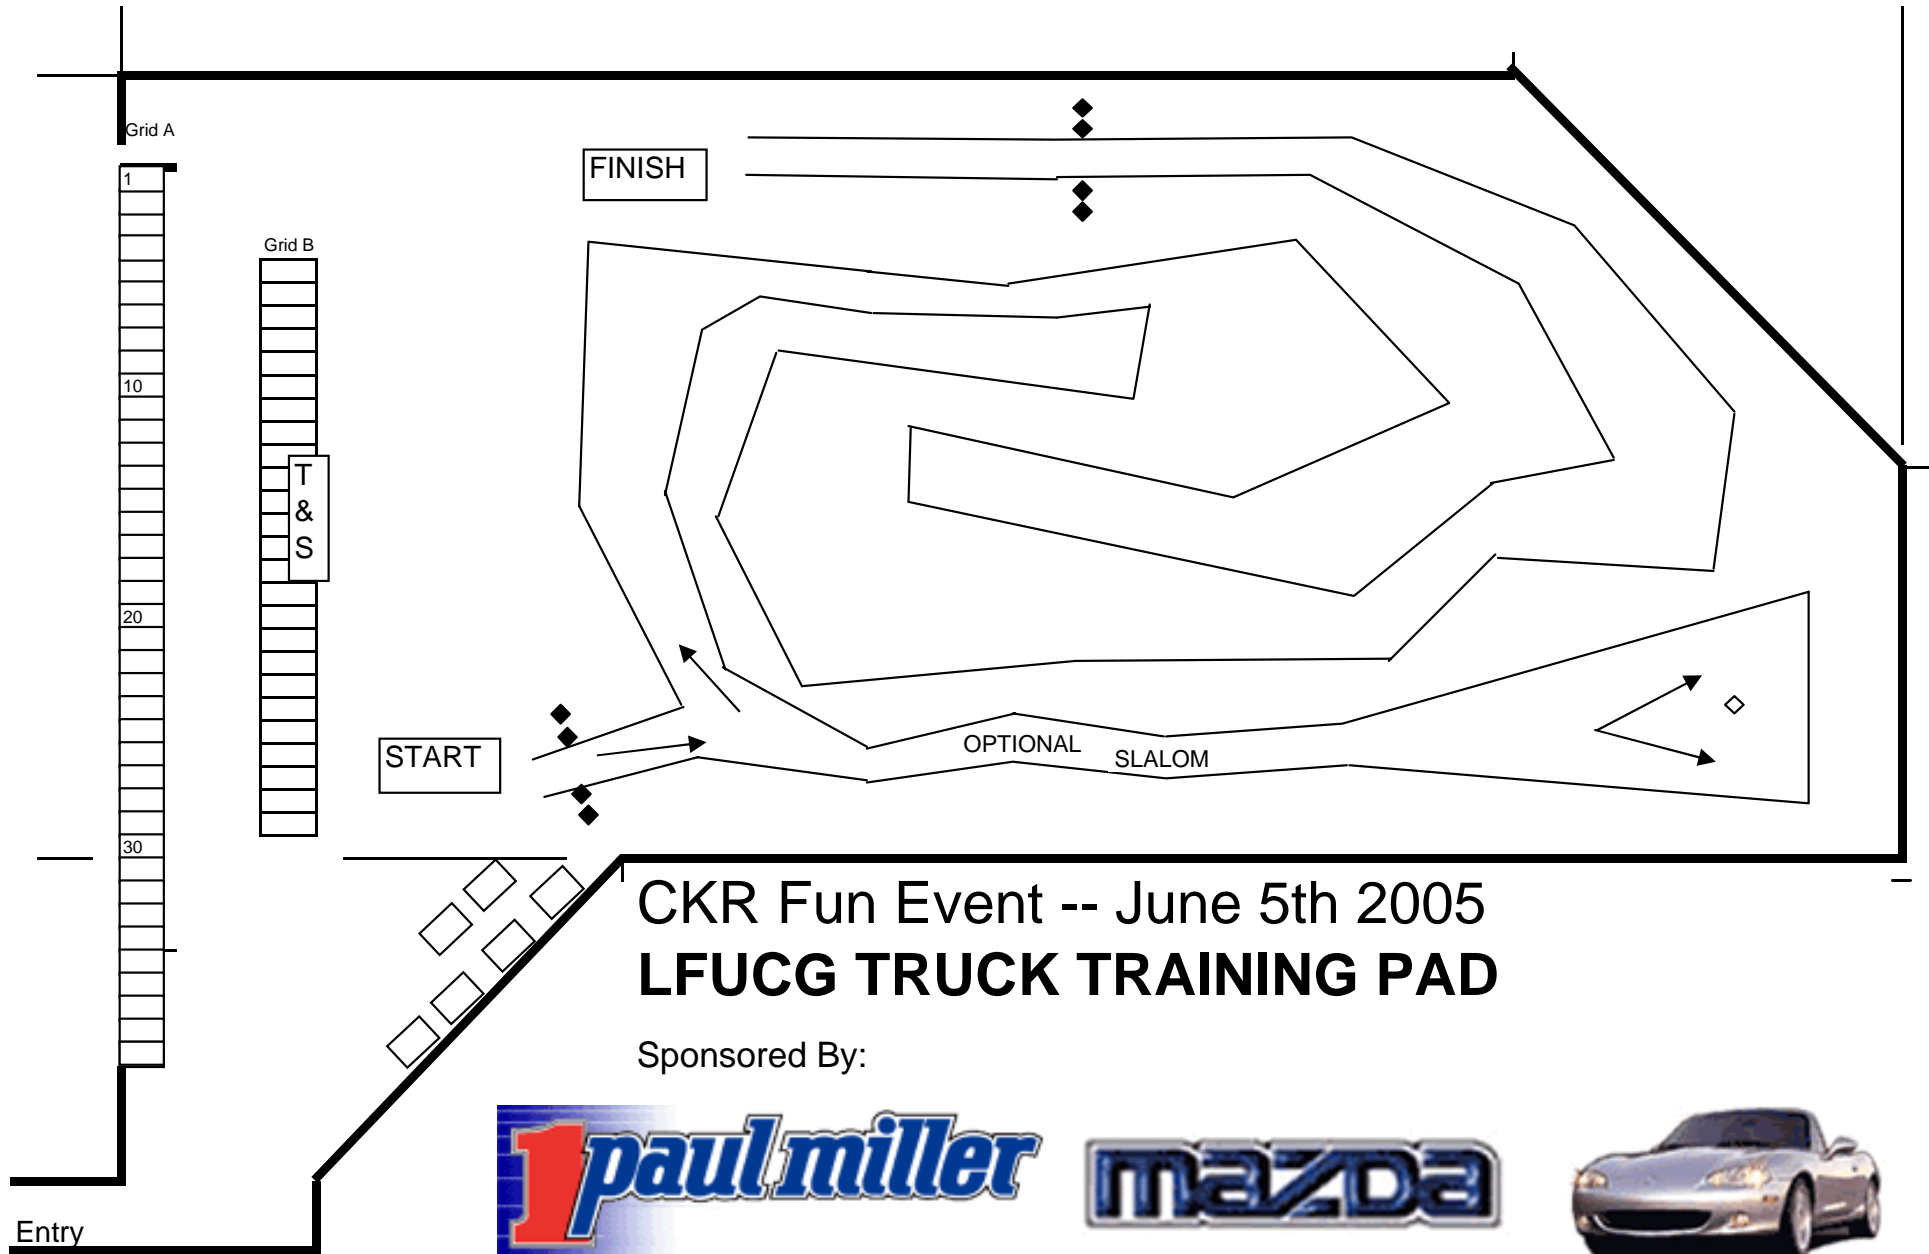 Grid A
1
FINISH
Grid B
10
T
&
S
20
OPTIONAL
SLALOM
START
30
CKR Fun Event -- June 5th 2005
LFUCG TRUCK TRAINING PAD
Sponsored By:
1 paul miller
mazda
Entry